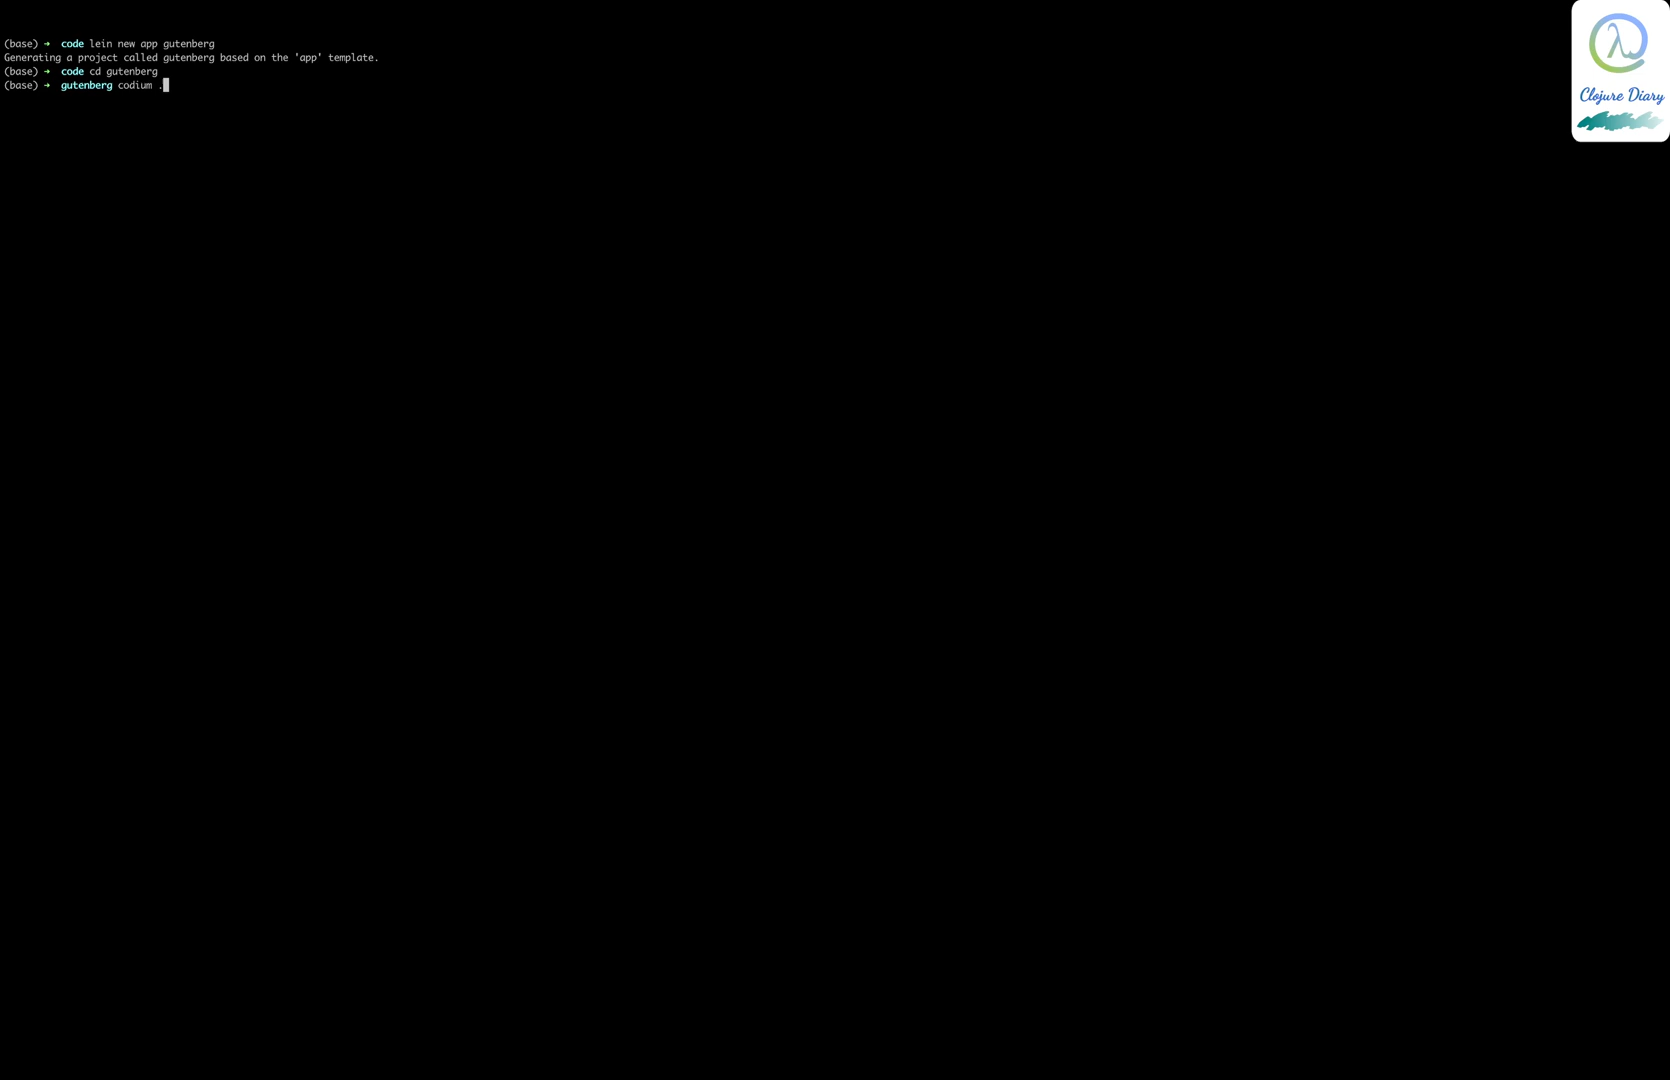 (base) ➜  code lein new app gutenberg
Generating a project called gutenberg based on the 'app' template.
(base) ➜  code cd gutenberg
(base) ➜  gutenberg codium .
Clojure Diary